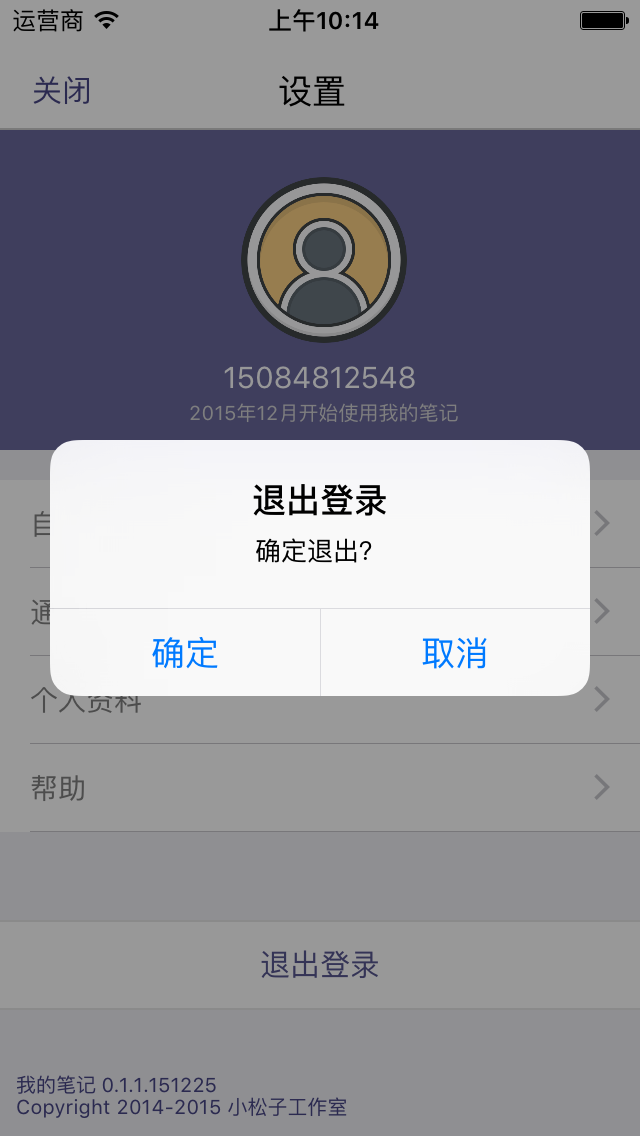 运营商 上午10:14
关闭 设置
15084812548
2015年12月开始使用我的笔记
退出登录
确定退出?
确定 取消
个人资料
帮助
退出登录
我的笔记 0.1.1.151225
Copyright 2014-2015 小松子工作室